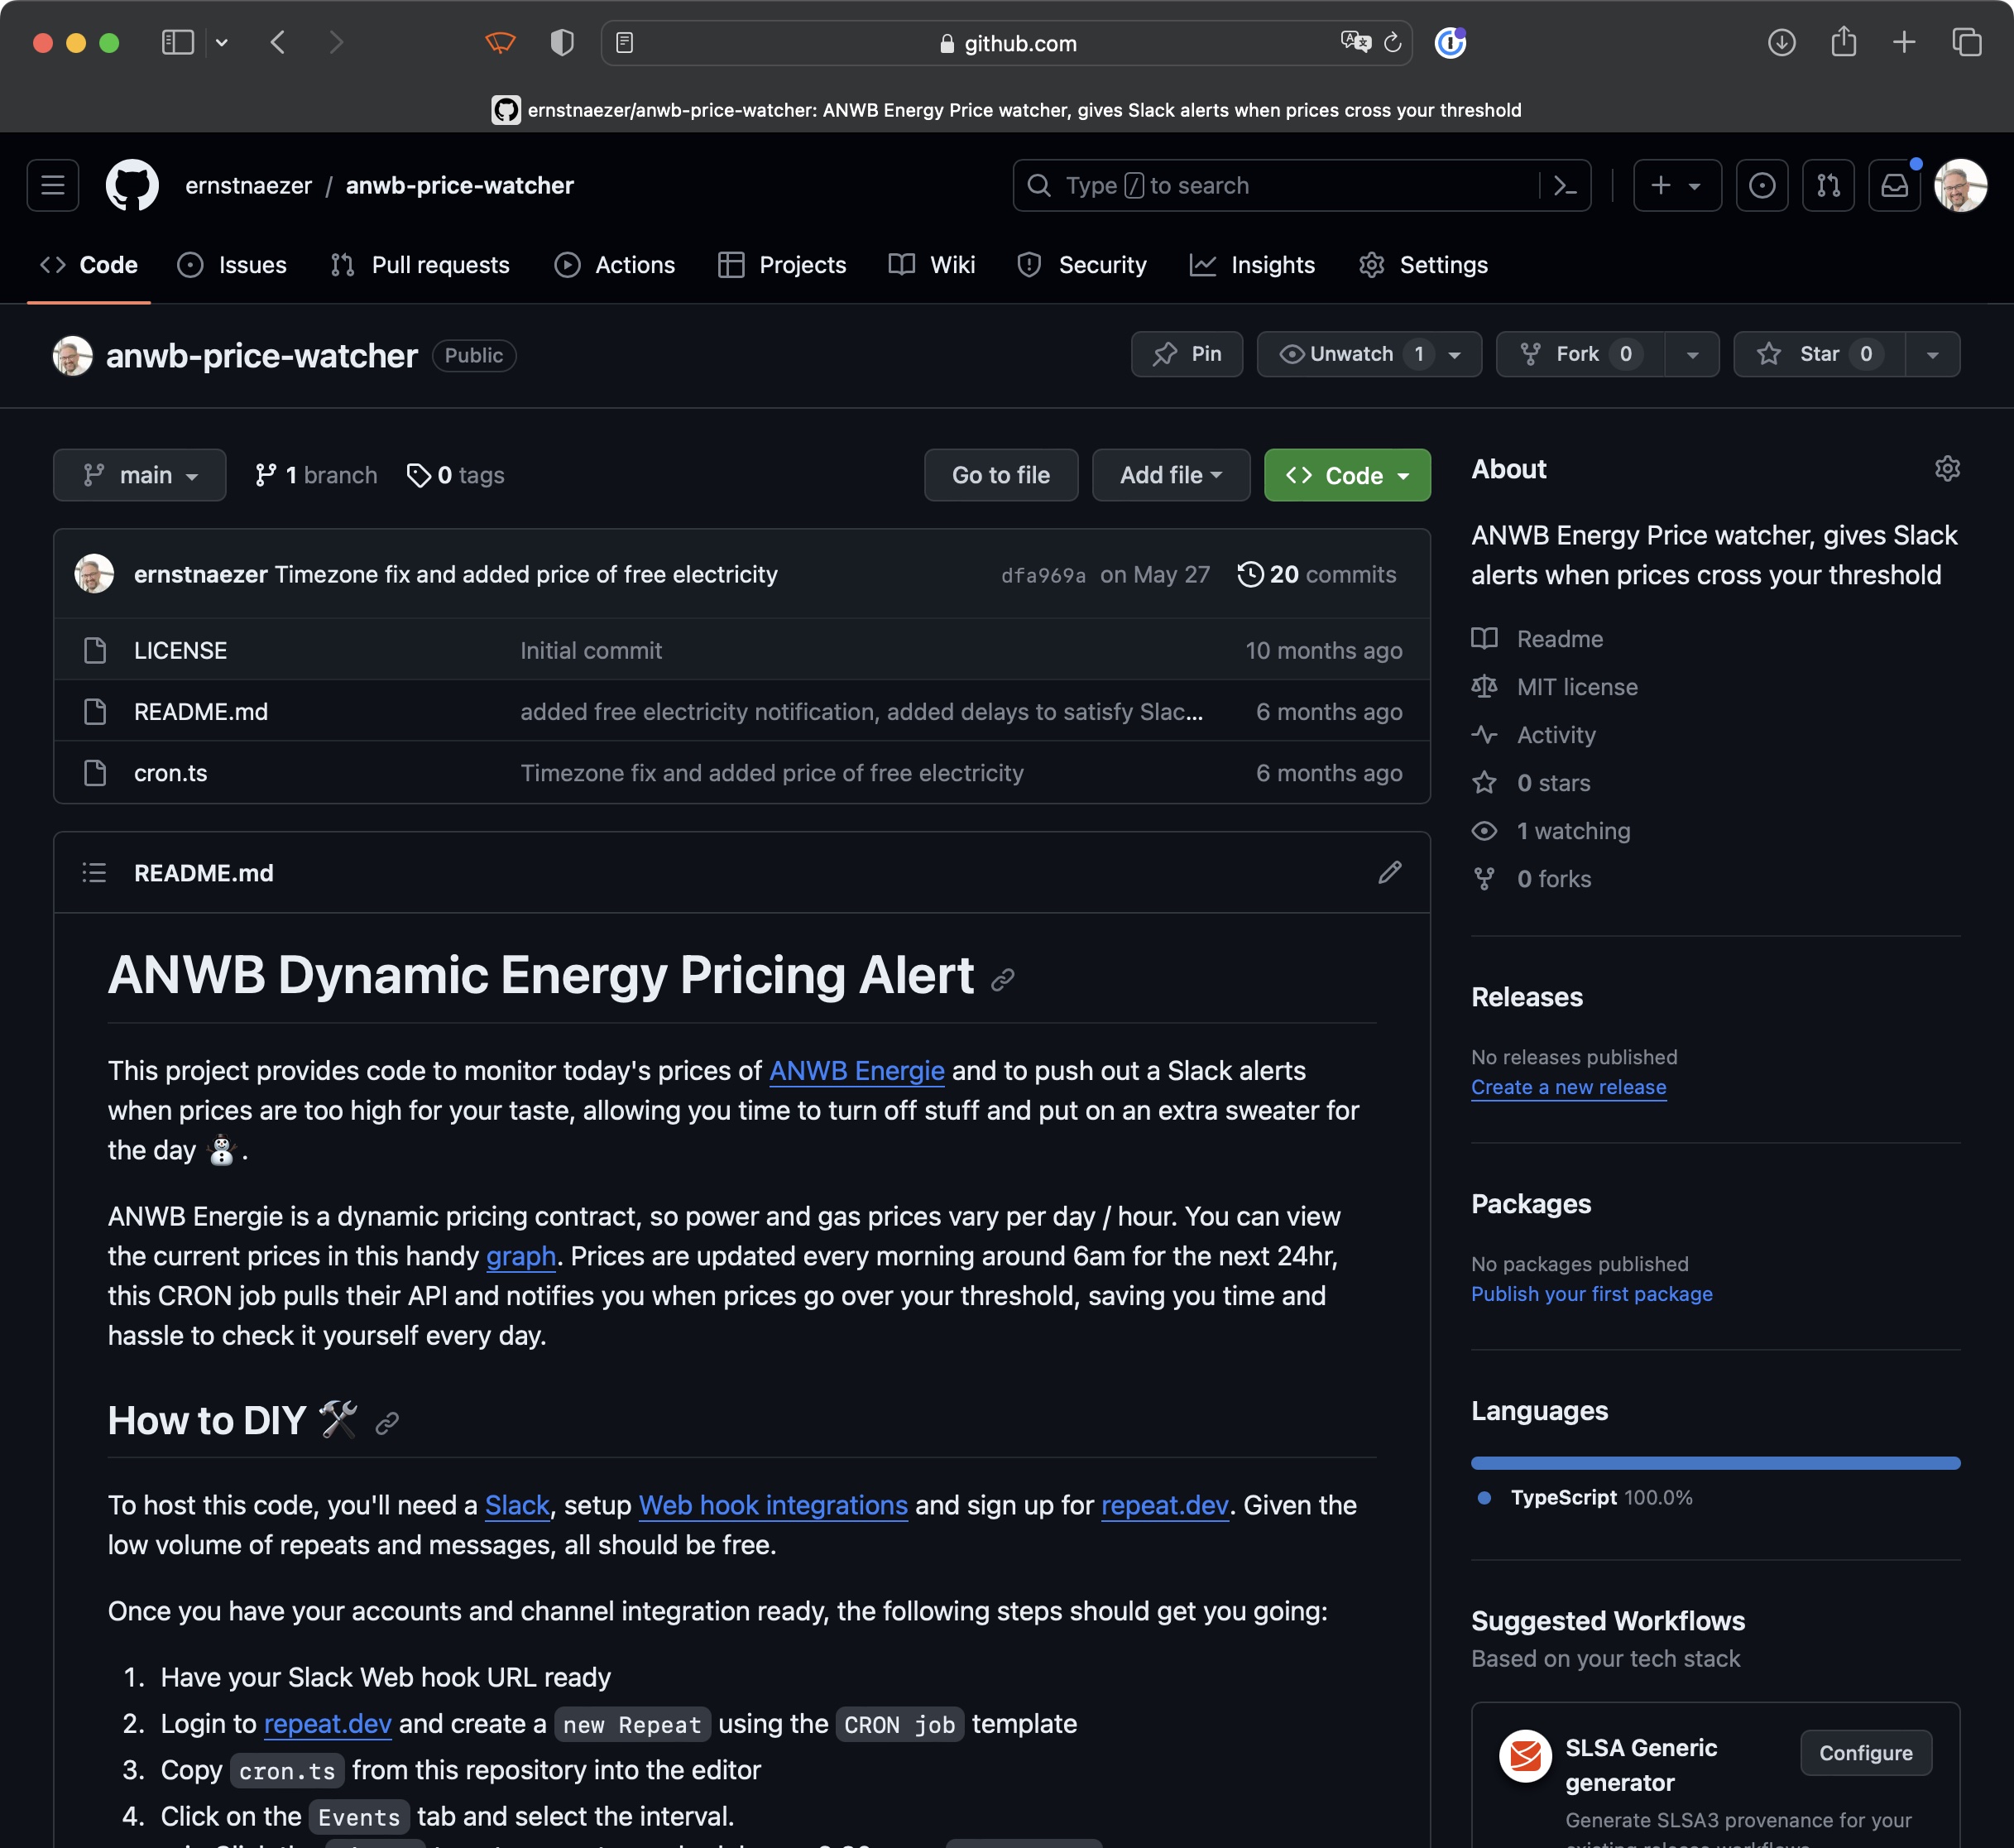 github.com
ernstnaezer/anwb-price-watcher: ANWB Energy Price watcher, gives Slack alerts when prices cross your threshold
ernstnaezer / anwb-price-watcher
Type / to search
Code
Issues
Pull requests
Actions
Projects
Wiki
Security
Insights
Settings
anwb-price-watcher Public
Pin
Unwatch 1
Fork 0
Star 0
main
1 branch
0 tags
Go to file
Add file
Code
ernstnaezer Timezone fix and added price of free electricity dfa969a on May 27 20 commits
LICENSE Initial commit 10 months ago
README.md added free electricity notification, added delays to satisfy Slac... 6 months ago
cron.ts Timezone fix and added price of free electricity 6 months ago
README.md
ANWB Dynamic Energy Pricing Alert
This project provides code to monitor today's prices of ANWB Energie and to push out a Slack alerts
when prices are too high for your taste, allowing you time to turn off stuff and put on an extra sweater for
the day ⛄.
ANWB Energie is a dynamic pricing contract, so power and gas prices vary per day / hour. You can view
the current prices in this handy graph. Prices are updated every morning around 6am for the next 24hr,
this CRON job pulls their API and notifies you when prices go over your threshold, saving you time and
hassle to check it yourself every day.
How to DIY 🛠
To host this code, you'll need a Slack, setup Web hook integrations and sign up for repeat.dev. Given the
low volume of repeats and messages, all should be free.
Once you have your accounts and channel integration ready, the following steps should get you going:
1. Have your Slack Web hook URL ready
2. Login to repeat.dev and create a new Repeat using the CRON job template
3. Copy cron.ts from this repository into the editor
4. Click on the Events tab and select the interval.
About
ANWB Energy Price watcher, gives Slack
alerts when prices cross your threshold
Readme
MIT license
Activity
0 stars
1 watching
0 forks
Releases
No releases published
Create a new release
Packages
No packages published
Publish your first package
Languages
TypeScript 100.0%
Suggested Workflows
Based on your tech stack
SLSA Generic
generator
Configure
Generate SLSA3 provenance for your